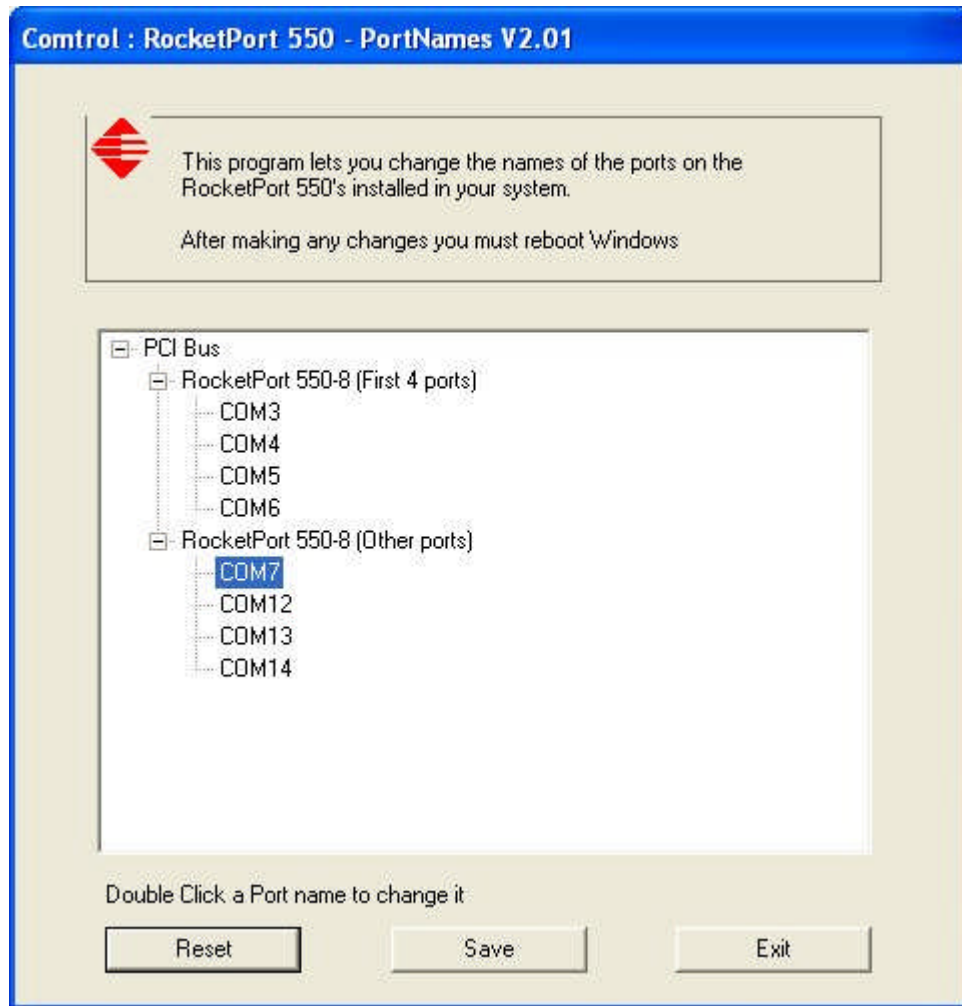 Comtrol : RocketPort 550 - PortNames V2.01
This program lets you change the names of the ports on the
RocketPort 550's installed in your system.
After making any changes you must reboot Windows
PCI Bus
RocketPort 550-8 (First 4 ports)
COM3
COM4
COM5
COM6
RocketPort 550-8 (Other ports)
COM7
COM12
COM13
COM14
Double Click a Port name to change it
Reset
Save
Exit